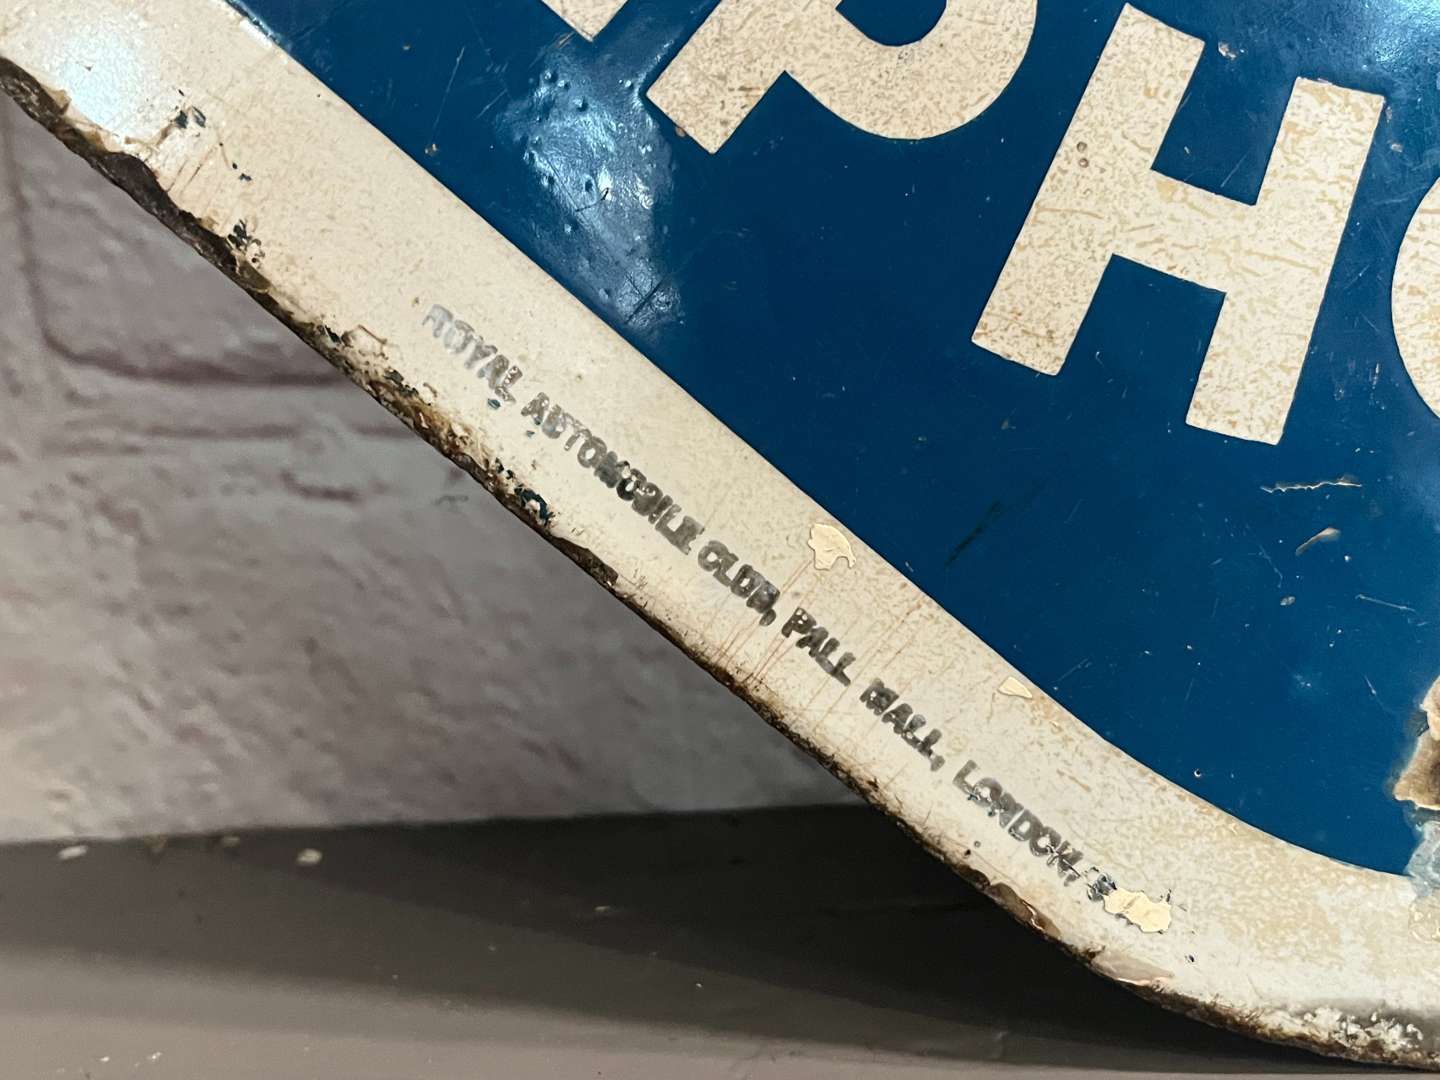 PHO
ROYAL AUTOMOBILE CLUB, PALL MALL, LONDON, S.